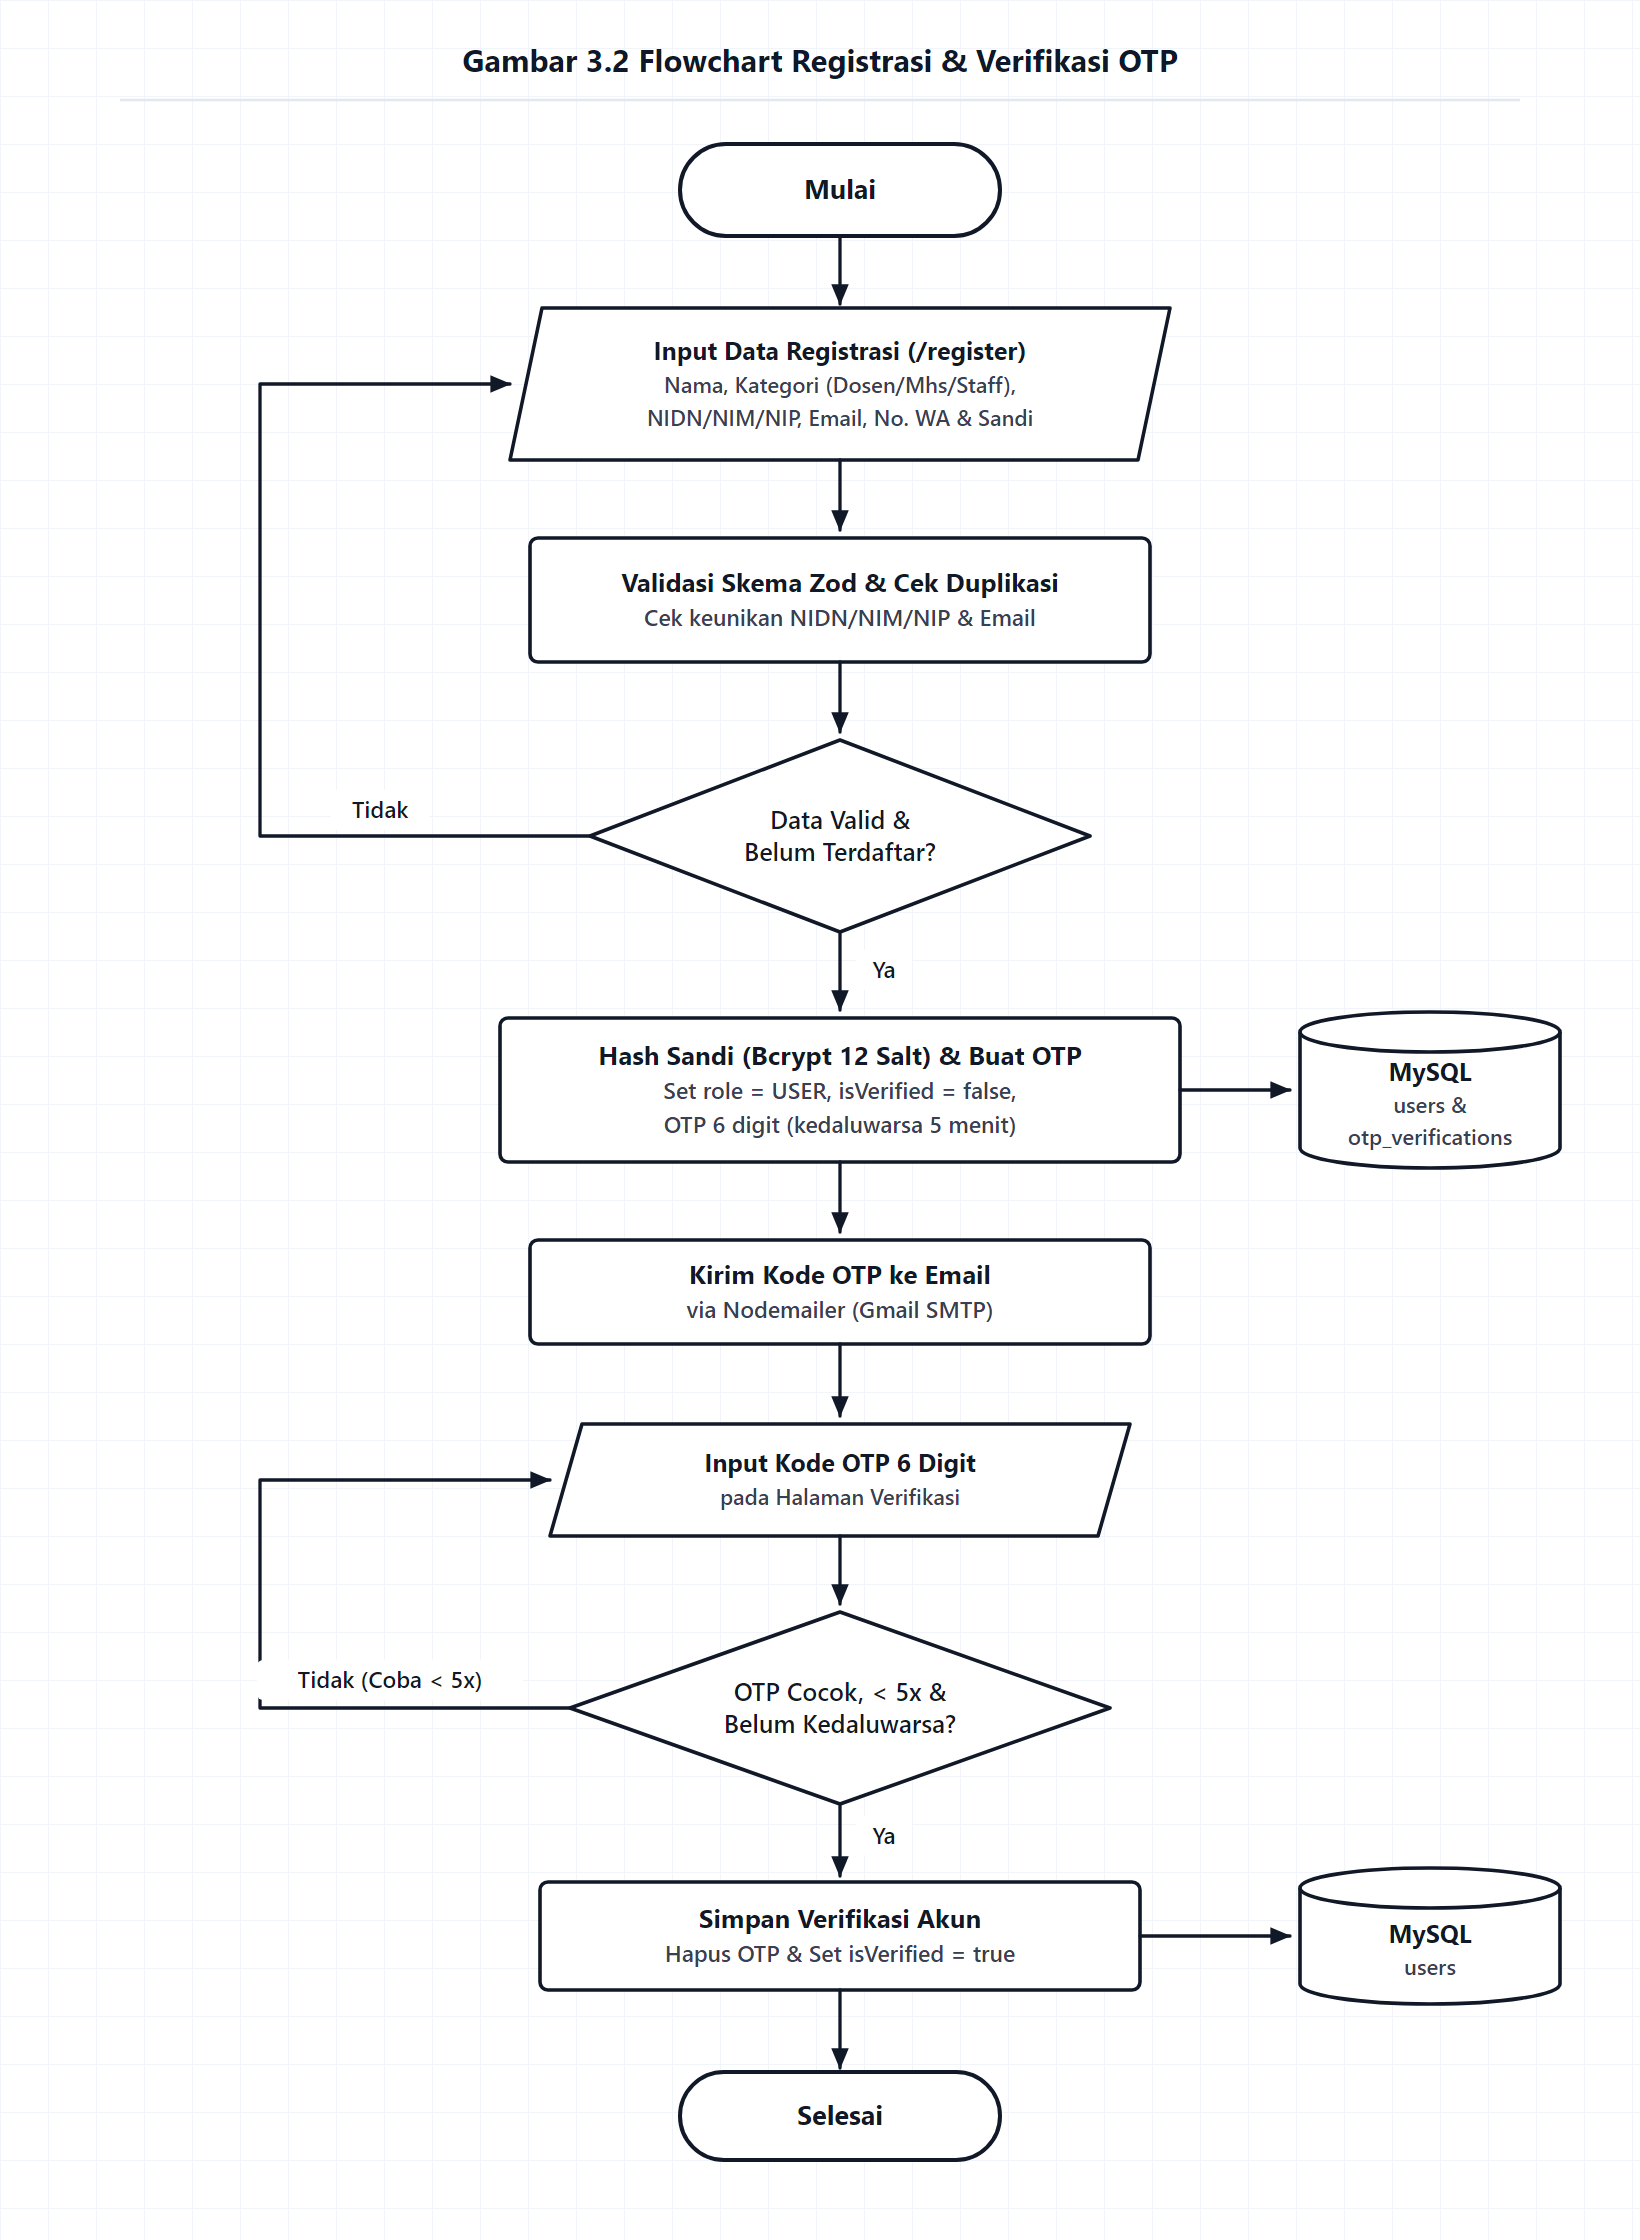 Gambar 3.2 Flowchart Registrasi & Verifikasi OTP
Mulai
Input Data Registrasi (/register)
Nama, Kategori (Dosen/Mhs/Staff),
NIDN/NIM/NIP, Email, No. WA & Sandi
Validasi Skema Zod & Cek Duplikasi
Cek keunikan NIDN/NIM/NIP & Email
Tidak
Data Valid &
Belum Terdaftar?
Ya
Hash Sandi (Bcrypt 12 Salt) & Buat OTP
Set role = USER, isVerified = false,
OTP 6 digit (kedaluwarsa 5 menit)
MySQL
users &
otp_verifications
Kirim Kode OTP ke Email
via Nodemailer (Gmail SMTP)
Input Kode OTP 6 Digit
pada Halaman Verifikasi
Tidak (Coba < 5x)
OTP Cocok, < 5x &
Belum Kedaluwarsa?
Ya
Simpan Verifikasi Akun
Hapus OTP & Set isVerified = true
MySQL
users
Selesai